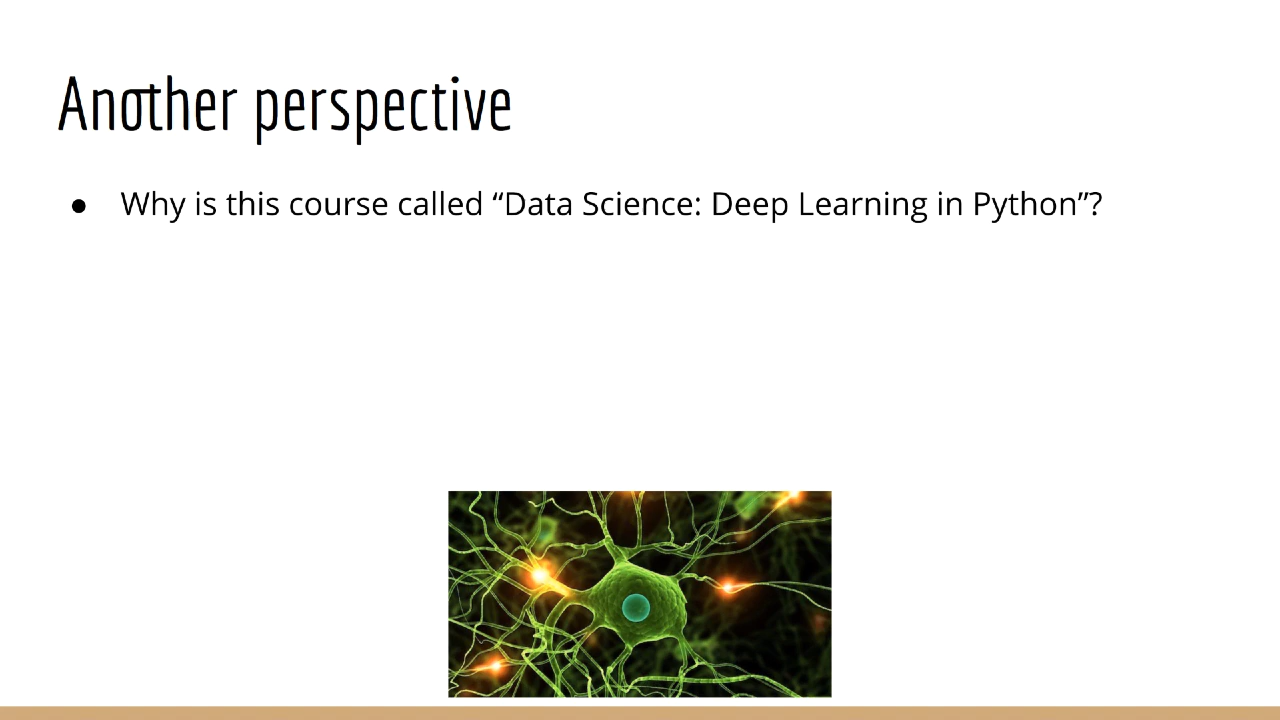 Another perspective
● Why is this course called “Data Science: Deep Learning in Python”?